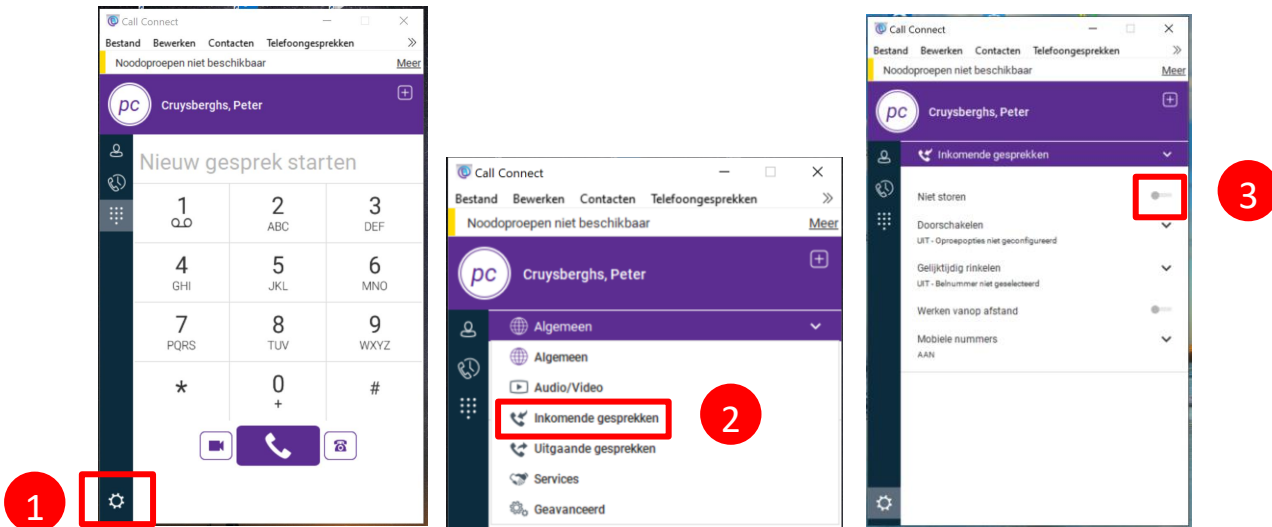 Call Connect
Bestand Bewerken Contacten Telefoongesprekken »
Noodoproepen niet beschikbaar Meer
pc Cruysberghs, Peter
Nieuw gesprek starten
1 2 3
ABC DEF
4 5 6
GHI JKL MNO
7 8 9
PQRS TUV WXYZ
* 0 #
+
1
Call Connect
Bestand Bewerken Contacten Telefoongesprekken »
Noodoproepen niet beschikbaar Meer
pc Cruysberghs, Peter
Algemeen
Algemeen
Audio/Video
Inkomende gesprekken
Uitgaande gesprekken
Services
Geavanceerd
2
Call Connect
Bestand Bewerken Contacten Telefoongesprekken »
Noodoproepen niet beschikbaar Meer
pc Cruysberghs, Peter
Inkomende gesprekken
Niet storen
Doorschakelen
UIT - Oproepopties niet geconfigureerd
Gelijktijdig rinkelen
UIT - Belnummer niet geselecteerd
Werken vanop afstand
Mobiele nummers
AAN
3